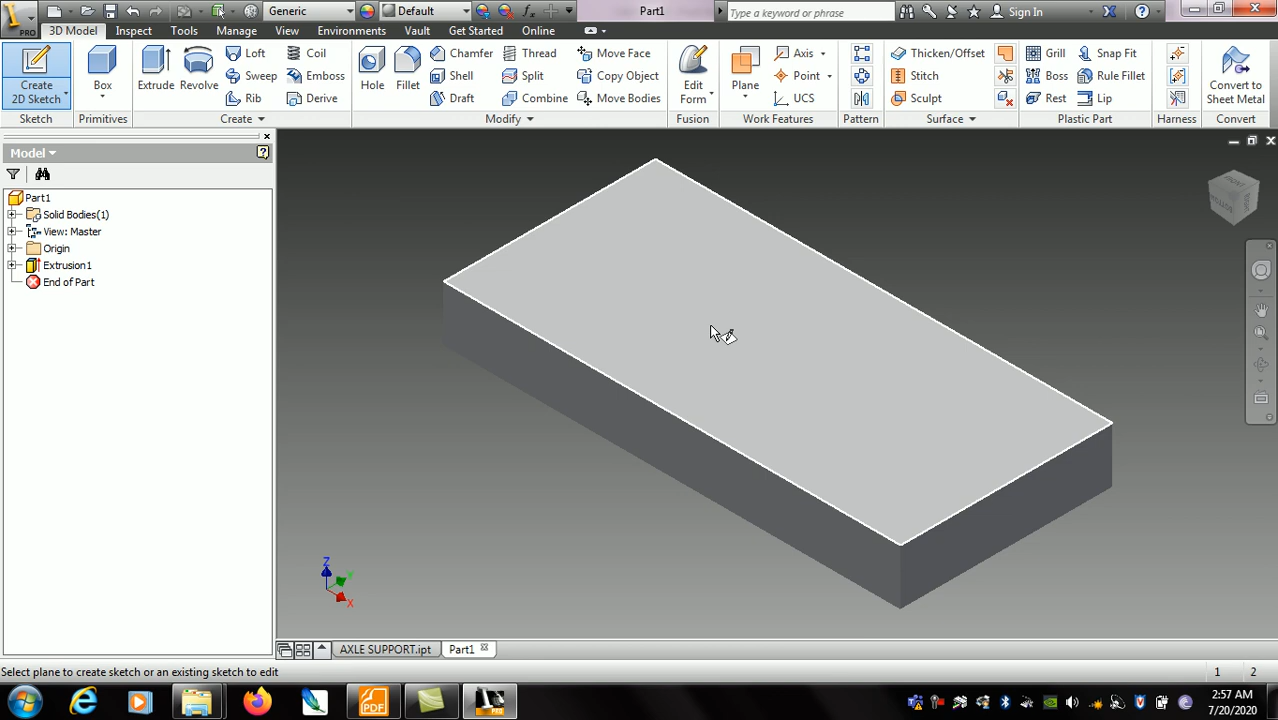 Generic Default fx Part1 Type a keyword or phrase Sign In
PRO 3D Model Inspect Tools Manage View Environments Vault Get Started Online
Create 2D Sketch Box Extrude Revolve Loft Coil Hole Fillet Chamfer Thread Move Face Edit Form Plane Axis Thicken/Offset Grill Snap Fit Convert to Sheet Metal
Sweep Emboss Shell Split Copy Object Point Stitch Boss Rule Fillet
Rib Derive Draft Combine Move Bodies UCS Sculpt Rest Lip
Sketch Primitives Create Modify Fusion Work Features Pattern Surface Plastic Part Harness Convert
Model
Part1
Solid Bodies(1)
View: Master
Origin
Extrusion1
End of Part
FRONT
Z
Y
X
AXLE SUPPORT.ipt Part1
Select plane to create sketch or an existing sketch to edit 1 2
PDF PRO 2:57 AM
7/20/2020